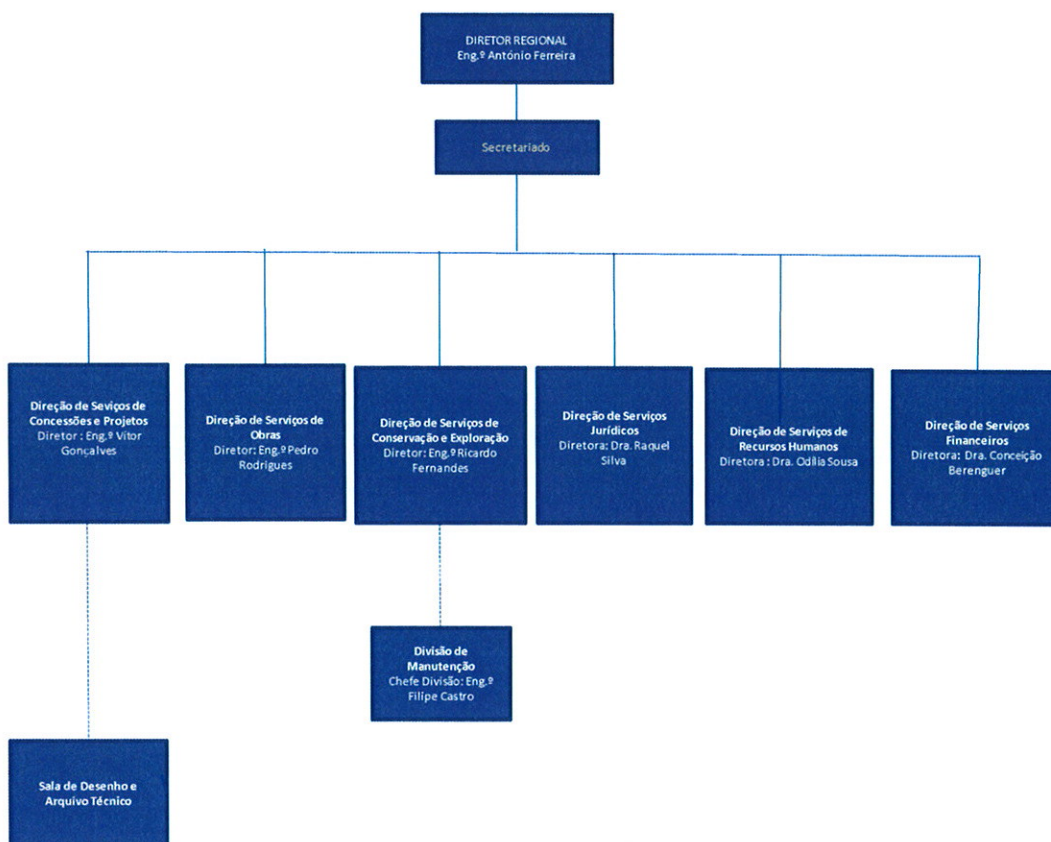 DIRETOR REGIONAL
Eng.º António Ferreira
Secretariado
Direção de Seviços de
Concessões e Projetos
Diretor : Eng.º Vitor
Gonçalves
Direção de Serviços de
Obras
Diretor: Eng.º Pedro
Rodrigues
Direção de Serviços de
Conservação e Exploração
Diretor: Eng.º Ricardo
Fernandes
Direção de Serviços
Jurídicos
Diretora: Dra. Raquel
Silva
Direção de Serviços de
Recursos Humanos
Diretora : Dra. Odília Sousa
Direção de Serviços
Financeiros
Diretora: Dra. Conceição
Berenguer
Divisão de
Manutenção
Chefe Divisão: Eng.º
Filipe Castro
Sala de Desenho e
Arquivo Técnico